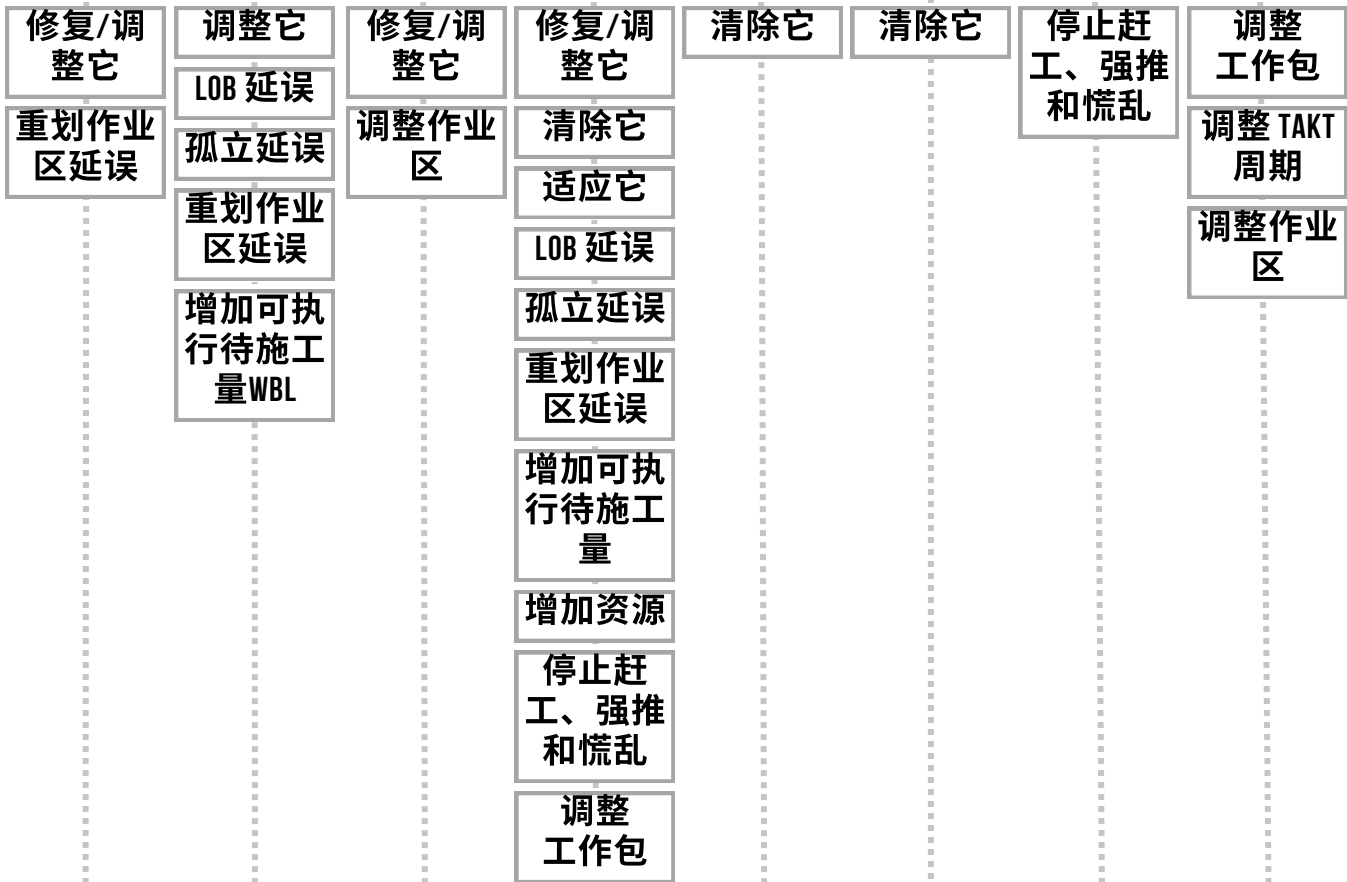 修复/调
整它
重划作业
区延误
调整它
LOB 延误
孤立延误
重划作业
区延误
增加可执
行待施工
量WBL
修复/调
整它
调整作业
区
修复/调
整它
清除它
适应它
LOB 延误
孤立延误
重划作业
区延误
增加可执
行待施工
量
增加资源
停止赶
工、强推
和慌乱
调整
工作包
清除它
清除它
停止赶
工、强推
和慌乱
调整
工作包
调整 TAKT
周期
调整作业
区